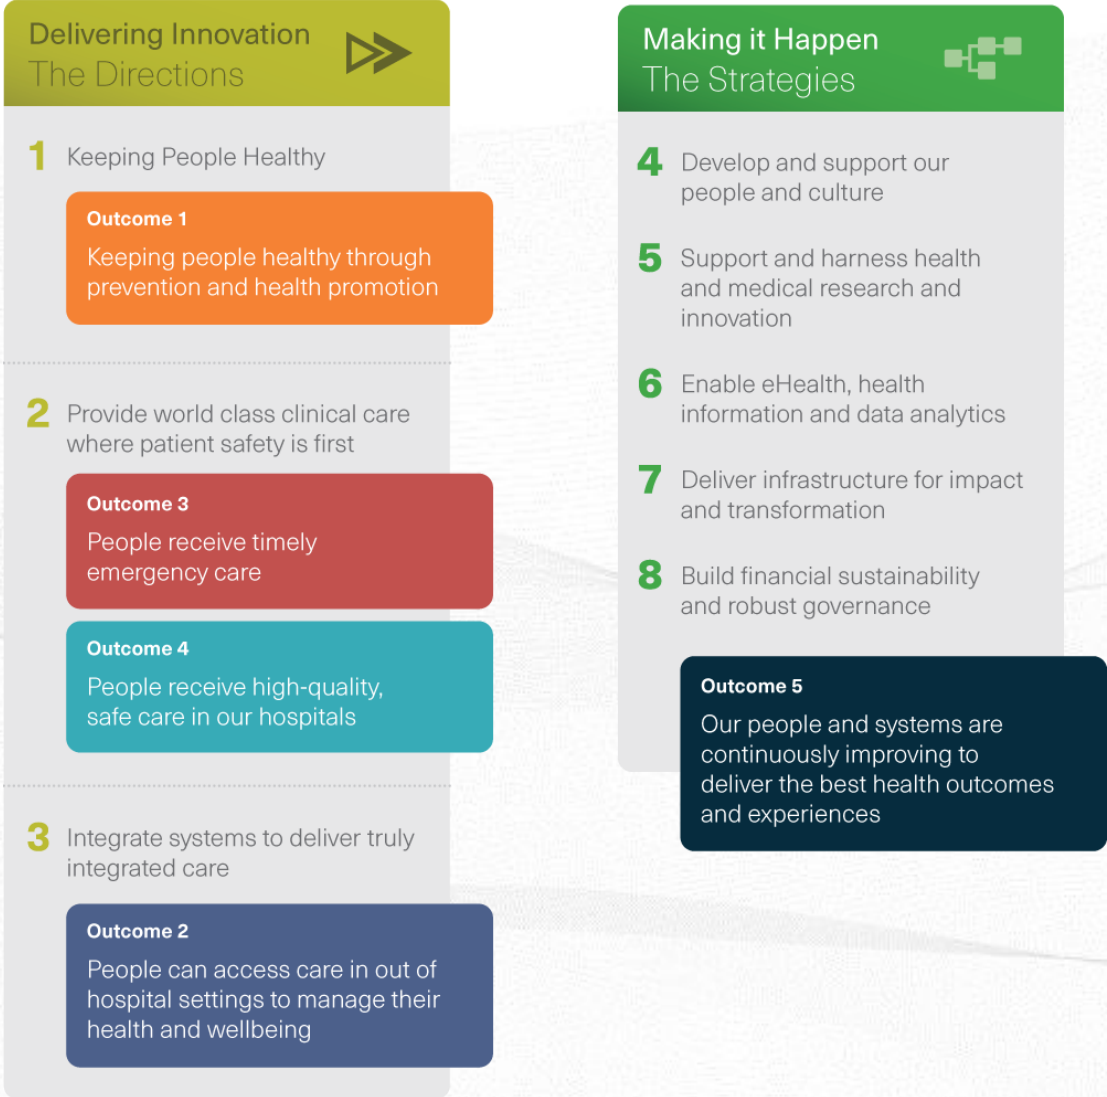 Delivering Innovation
The Directions
1 Keeping People Healthy
Outcome 1
Keeping people healthy through
prevention and health promotion
2 Provide world class clinical care
where patient safety is first
Outcome 3
People receive timely
emergency care
Outcome 4
People receive high-quality,
safe care in our hospitals
3 Integrate systems to deliver truly
integrated care
Outcome 2
People can access care in out of
hospital settings to manage their
health and wellbeing
Making it Happen
The Strategies
4 Develop and support our
people and culture
5 Support and harness health
and medical research and
innovation
6 Enable eHealth, health
information and data analytics
7 Deliver infrastructure for impact
and transformation
8 Build financial sustainability
and robust governance
Outcome 5
Our people and systems are
continuously improving to
deliver the best health outcomes
and experiences